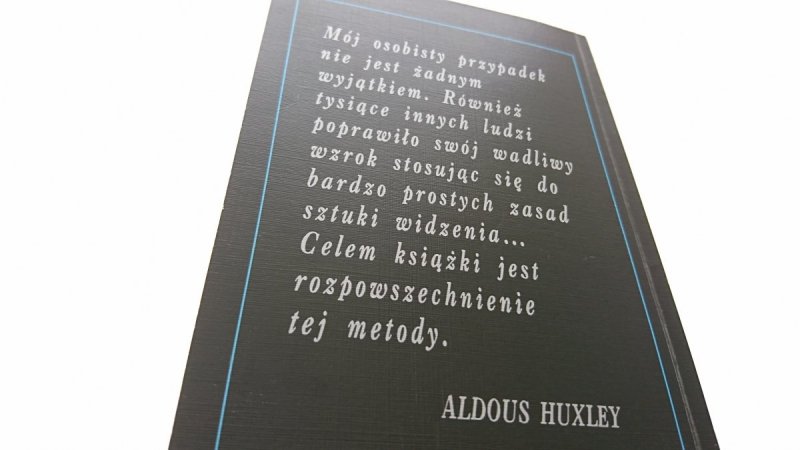 Mój osobisty przypadek
nie jest żadnym
wyjątkiem. Również
tysiące innych ludzi
poprawiło swój wadliwy
wzrok stosując się do
bardzo prostych zasad
sztuki widzenia...
Celem książki jest
rozpowszechnienie
tej metody.
ALDOUS HUXLEY